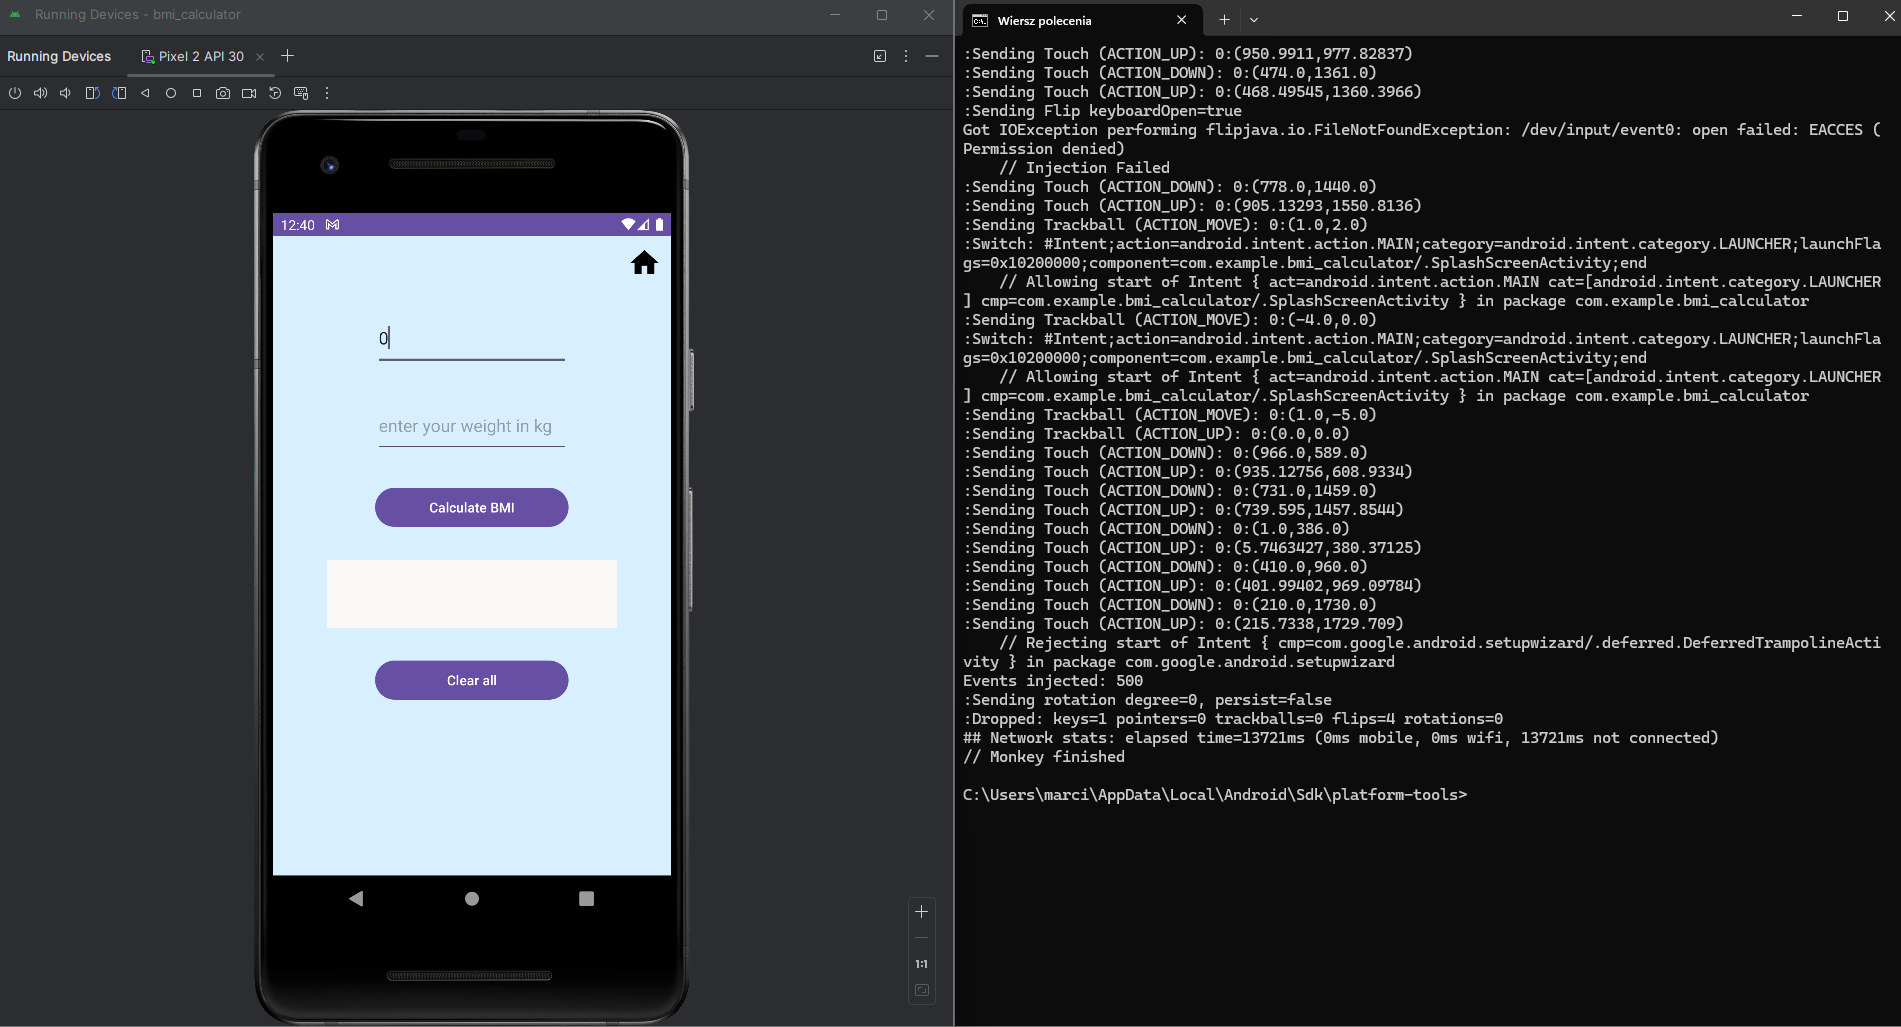 Running Devices - bmi_calculator
Running Devices
Pixel 2 API 30
12:40
0
enter your weight in kg
Calculate BMI
Clear all
1:1
Wiersz polecenia
:Sending Touch (ACTION_UP): 0:(950.9911,977.82837)
:Sending Touch (ACTION_DOWN): 0:(474.0,1361.0)
:Sending Touch (ACTION_UP): 0:(468.49545,1360.3966)
:Sending Flip keyboardOpen=true
Got IOException performing flipjava.io.FileNotFoundException: /dev/input/event0: open failed: EACCES (
Permission denied)
    // Injection Failed
:Sending Touch (ACTION_DOWN): 0:(778.0,1440.0)
:Sending Touch (ACTION_UP): 0:(905.13293,1550.8136)
:Sending Trackball (ACTION_MOVE): 0:(1.0,2.0)
:Switch: #Intent;action=android.intent.action.MAIN;category=android.intent.category.LAUNCHER;launchFla
gs=0x10200000;component=com.example.bmi_calculator/.SplashScreenActivity;end
    // Allowing start of Intent { act=android.intent.action.MAIN cat=[android.intent.category.LAUNCHER
] cmp=com.example.bmi_calculator/.SplashScreenActivity } in package com.example.bmi_calculator
:Sending Trackball (ACTION_MOVE): 0:(-4.0,0.0)
:Switch: #Intent;action=android.intent.action.MAIN;category=android.intent.category.LAUNCHER;launchFla
gs=0x10200000;component=com.example.bmi_calculator/.SplashScreenActivity;end
    // Allowing start of Intent { act=android.intent.action.MAIN cat=[android.intent.category.LAUNCHER
] cmp=com.example.bmi_calculator/.SplashScreenActivity } in package com.example.bmi_calculator
:Sending Trackball (ACTION_MOVE): 0:(1.0,-5.0)
:Sending Trackball (ACTION_UP): 0:(0.0,0.0)
:Sending Touch (ACTION_DOWN): 0:(966.0,589.0)
:Sending Touch (ACTION_UP): 0:(935.12756,608.9334)
:Sending Touch (ACTION_DOWN): 0:(731.0,1459.0)
:Sending Touch (ACTION_UP): 0:(739.595,1457.8544)
:Sending Touch (ACTION_DOWN): 0:(1.0,386.0)
:Sending Touch (ACTION_UP): 0:(5.7463427,380.37125)
:Sending Touch (ACTION_DOWN): 0:(410.0,960.0)
:Sending Touch (ACTION_UP): 0:(401.99402,969.09784)
:Sending Touch (ACTION_DOWN): 0:(210.0,1730.0)
:Sending Touch (ACTION_UP): 0:(215.7338,1729.709)
    // Rejecting start of Intent { cmp=com.google.android.setupwizard/.deferred.DeferredTrampolineActi
vity } in package com.google.android.setupwizard
Events injected: 500
:Sending rotation degree=0, persist=false
:Dropped: keys=1 pointers=0 trackballs=0 flips=4 rotations=0
## Network stats: elapsed time=13721ms (0ms mobile, 0ms wifi, 13721ms not connected)
// Monkey finished
C:\Users\marci\AppData\Local\Android\Sdk\platform-tools>